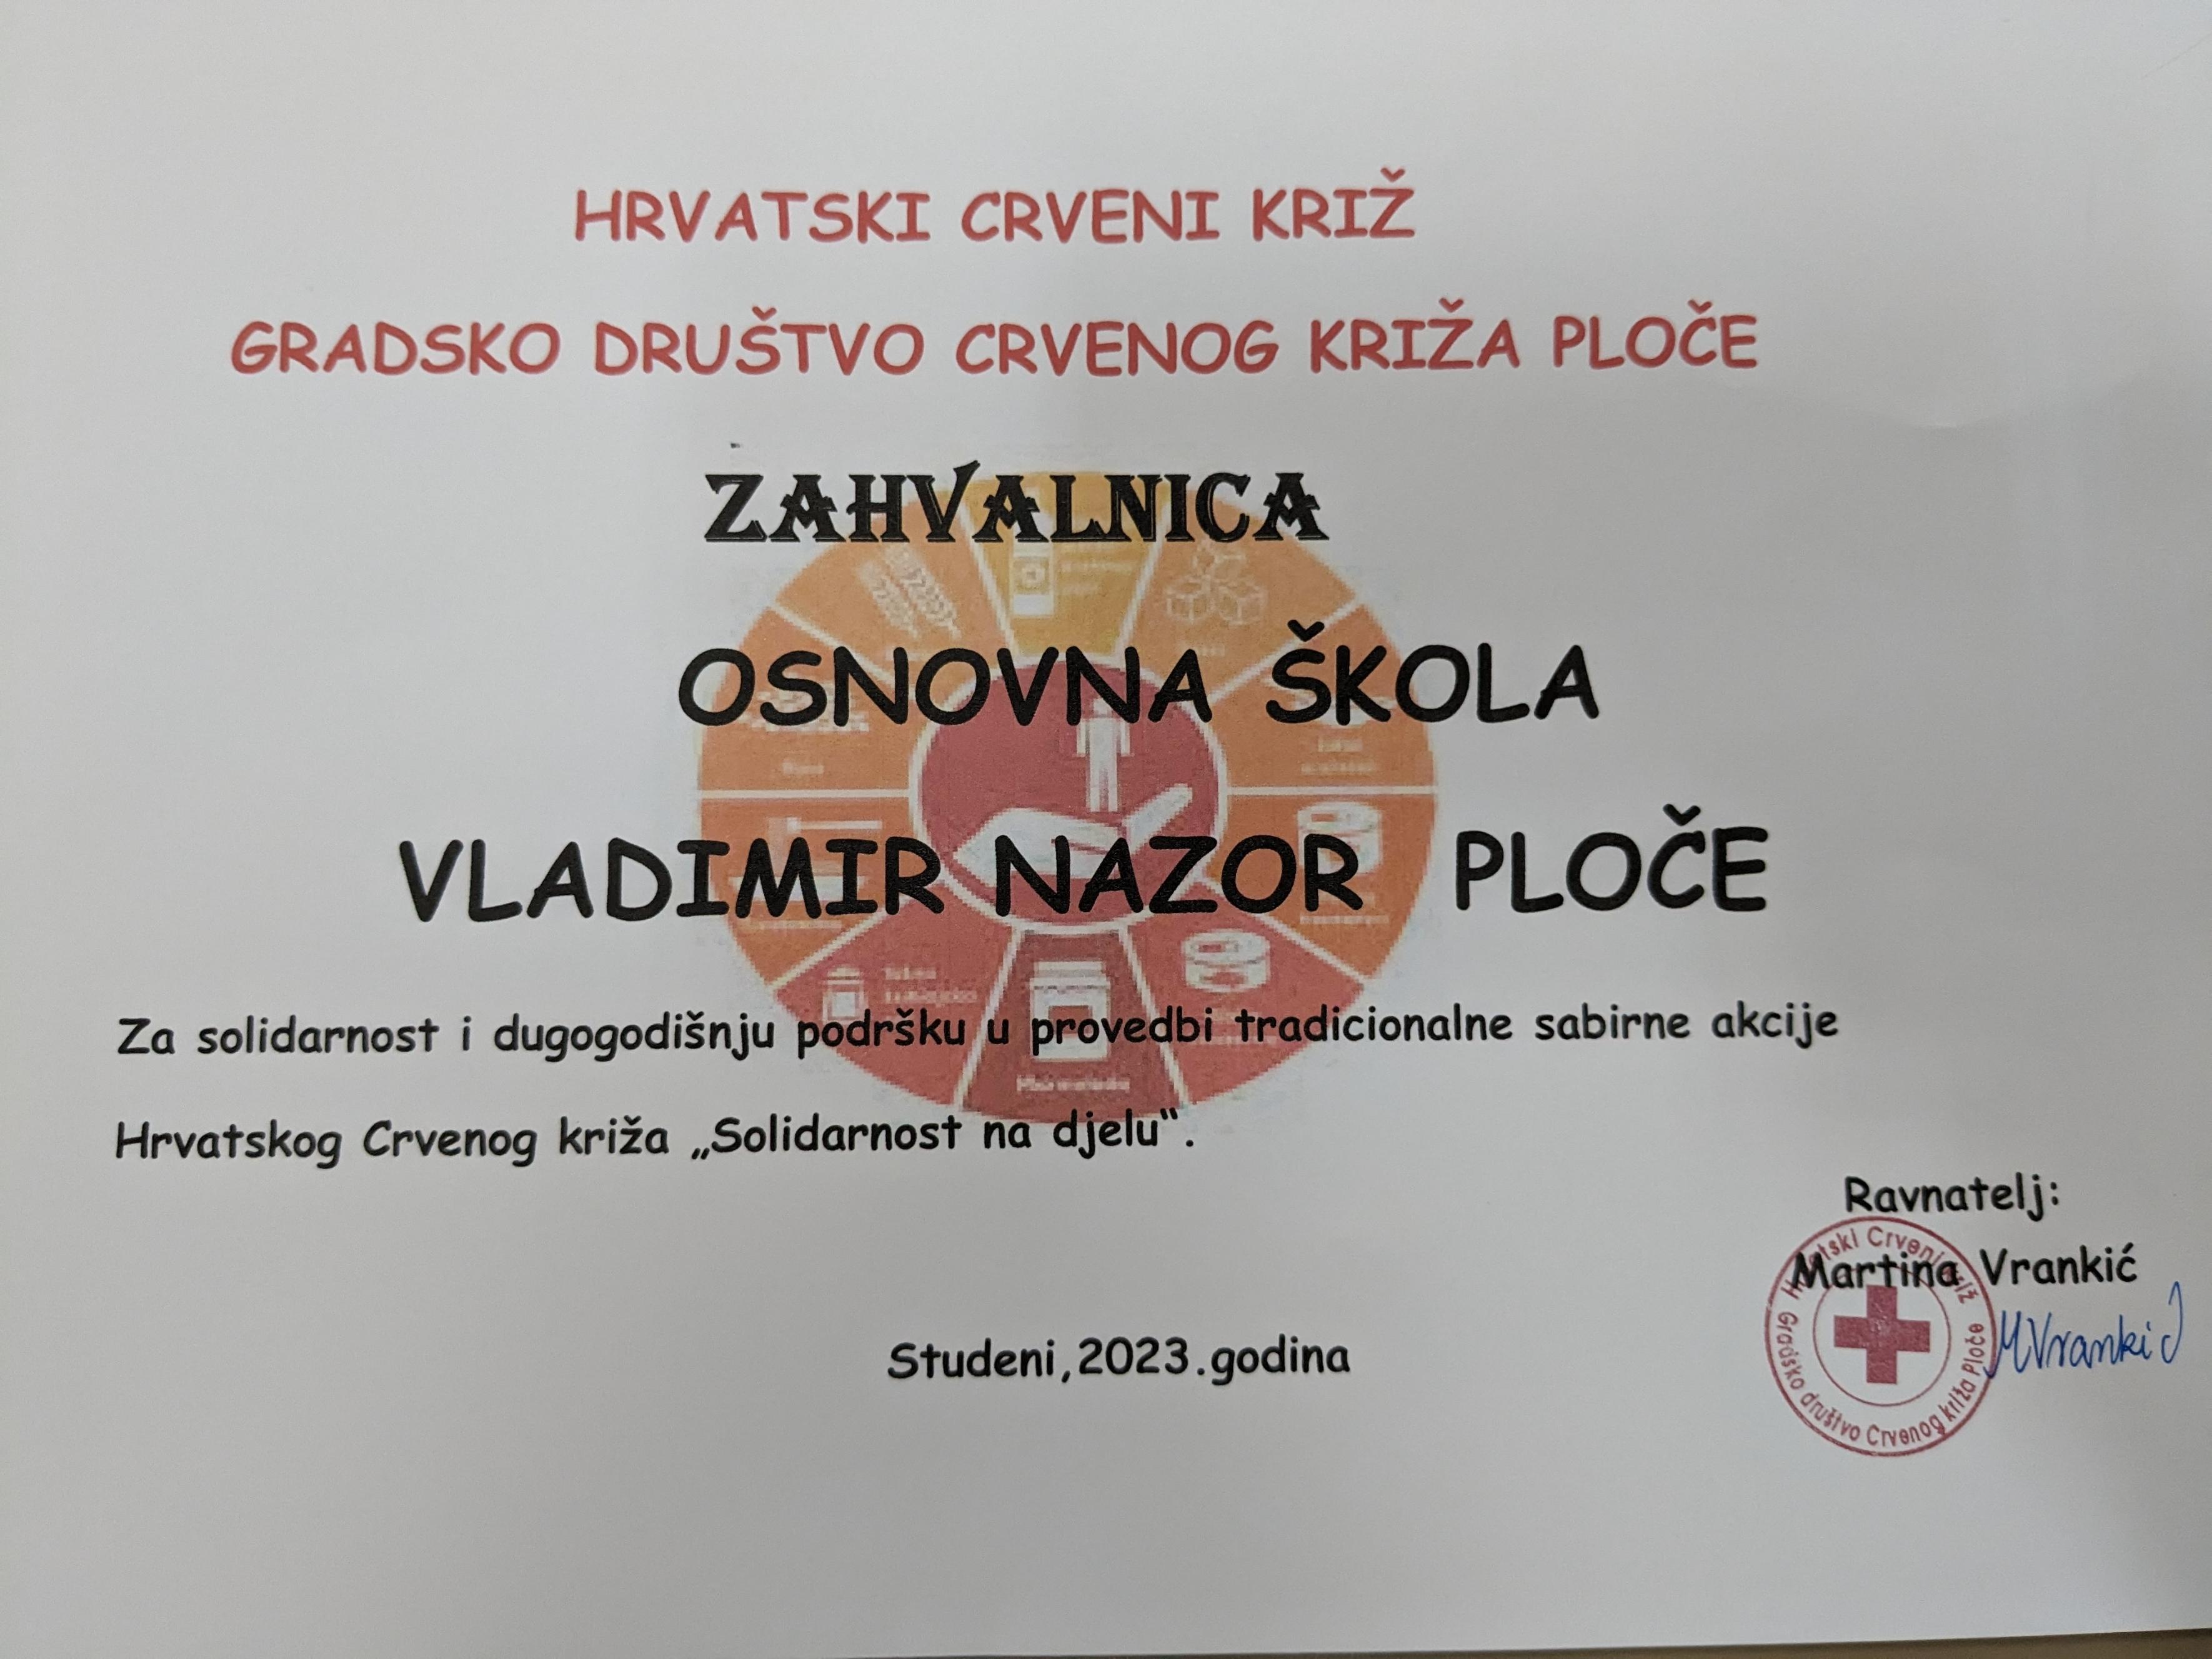 HRVATSKI CRVENI KRIŽ
GRADSKO DRUŠTVO CRVENOG KRIŽA PLOČE
ZAHVALNICA
OSNOVNA ŠKOLA
VLADIMIR NAZOR PLOČE
Za solidarnost i dugogodišnju podršku u provedbi tradicionalne sabirne akcije
Hrvatskog Crvenog križa „Solidarnost na djelu“.
Ravnatelj:
Martina Vrankić
MVrankić
Hrvatski Crveni križ
Gradsko društvo Crvenog križa Ploče
Studeni,2023.godina